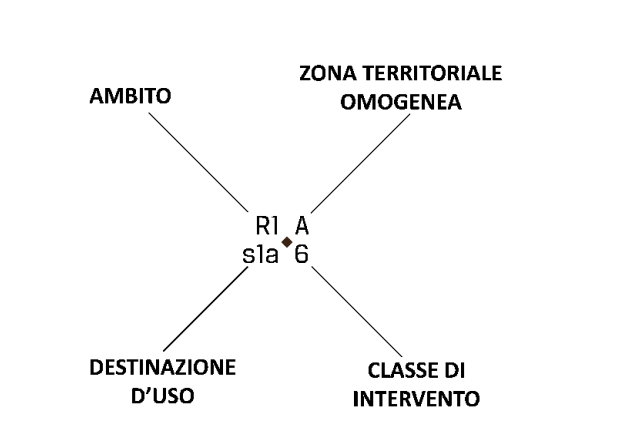 AMBITO
ZONA TERRITORIALE
OMOGENEA
R1 A
s1a 6
DESTINAZIONE
D'USO
CLASSE DI
INTERVENTO